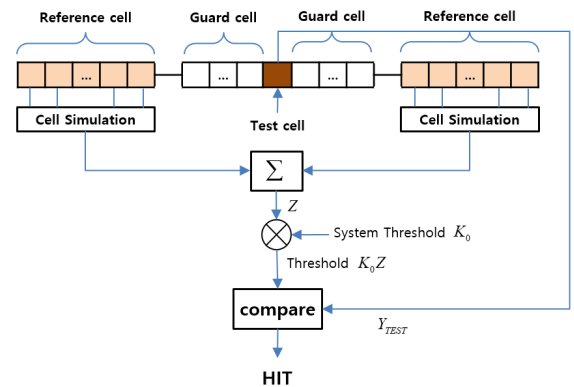 Reference cell
Guard cell
Guard cell
Reference cell
...
...
...
...
Cell Simulation
Test cell
Cell Simulation
Σ
Z
System Threshold K₀
Threshold K₀Z
compare
Y_TEST
HIT